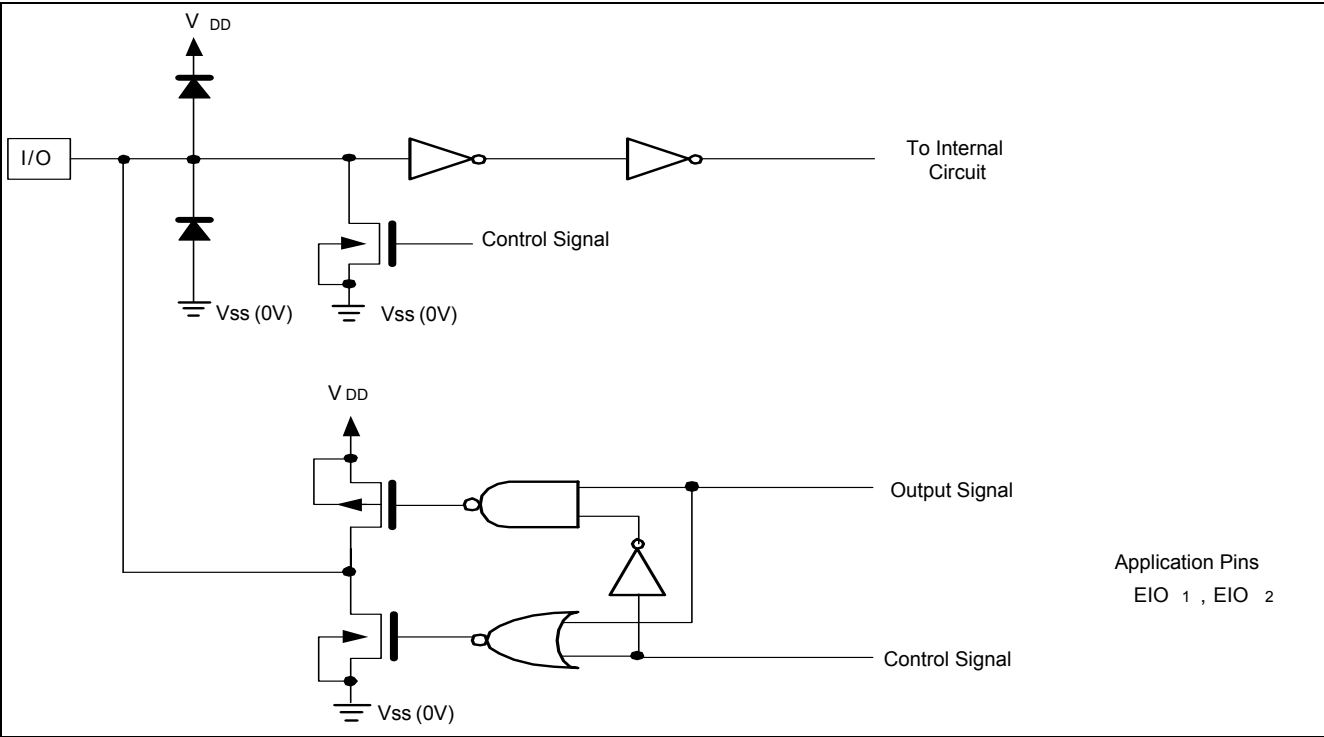 V DD
I/O
To Internal
Circuit
Control Signal
Vss (0V)
Vss (0V)
V DD
Output Signal
Application Pins
EIO 1 , EIO 2
Control Signal
Vss (0V)